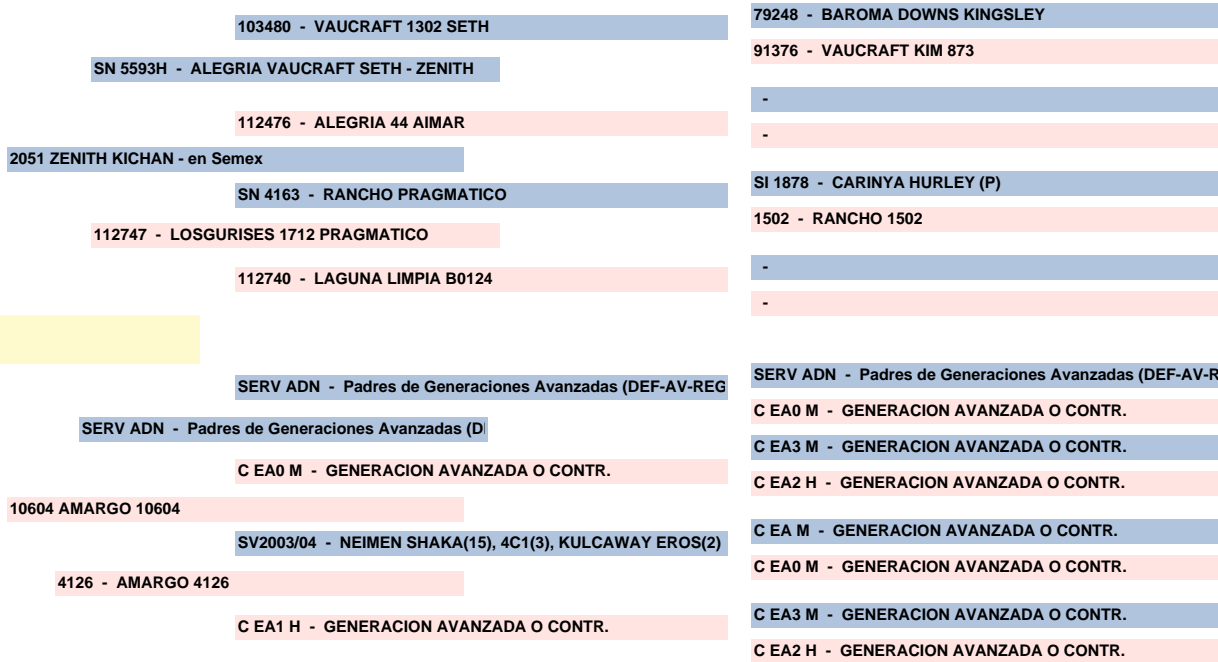 79248 - BAROMA DOWNS KINGSLEY
103480 - VAUCRAFT 1302 SETH
91376 - VAUCRAFT KIM 873
SN 5593H - ALEGRIA VAUCRAFT SETH - ZENITH
-
112476 - ALEGRIA 44 AIMAR
-
2051 ZENITH KICHAN - en Semex
SI 1878 - CARINYA HURLEY (P)
SN 4163 - RANCHO PRAGMATICO
1502 - RANCHO 1502
112747 - LOSGURISES 1712 PRAGMATICO
-
112740 - LAGUNA LIMPIA B0124
-
SERV ADN - Padres de Generaciones Avanzadas (DEF-AV-R
SERV ADN - Padres de Generaciones Avanzadas (DEF-AV-REG
C EA0 M - GENERACION AVANZADA O CONTR.
SERV ADN - Padres de Generaciones Avanzadas (D
C EA3 M - GENERACION AVANZADA O CONTR.
C EA0 M - GENERACION AVANZADA O CONTR.
C EA2 H - GENERACION AVANZADA O CONTR.
10604 AMARGO 10604
C EA M - GENERACION AVANZADA O CONTR.
SV2003/04 - NEIMEN SHAKA(15), 4C1(3), KULCAWAY EROS(2)
C EA0 M - GENERACION AVANZADA O CONTR.
4126 - AMARGO 4126
C EA3 M - GENERACION AVANZADA O CONTR.
C EA1 H - GENERACION AVANZADA O CONTR.
C EA2 H - GENERACION AVANZADA O CONTR.